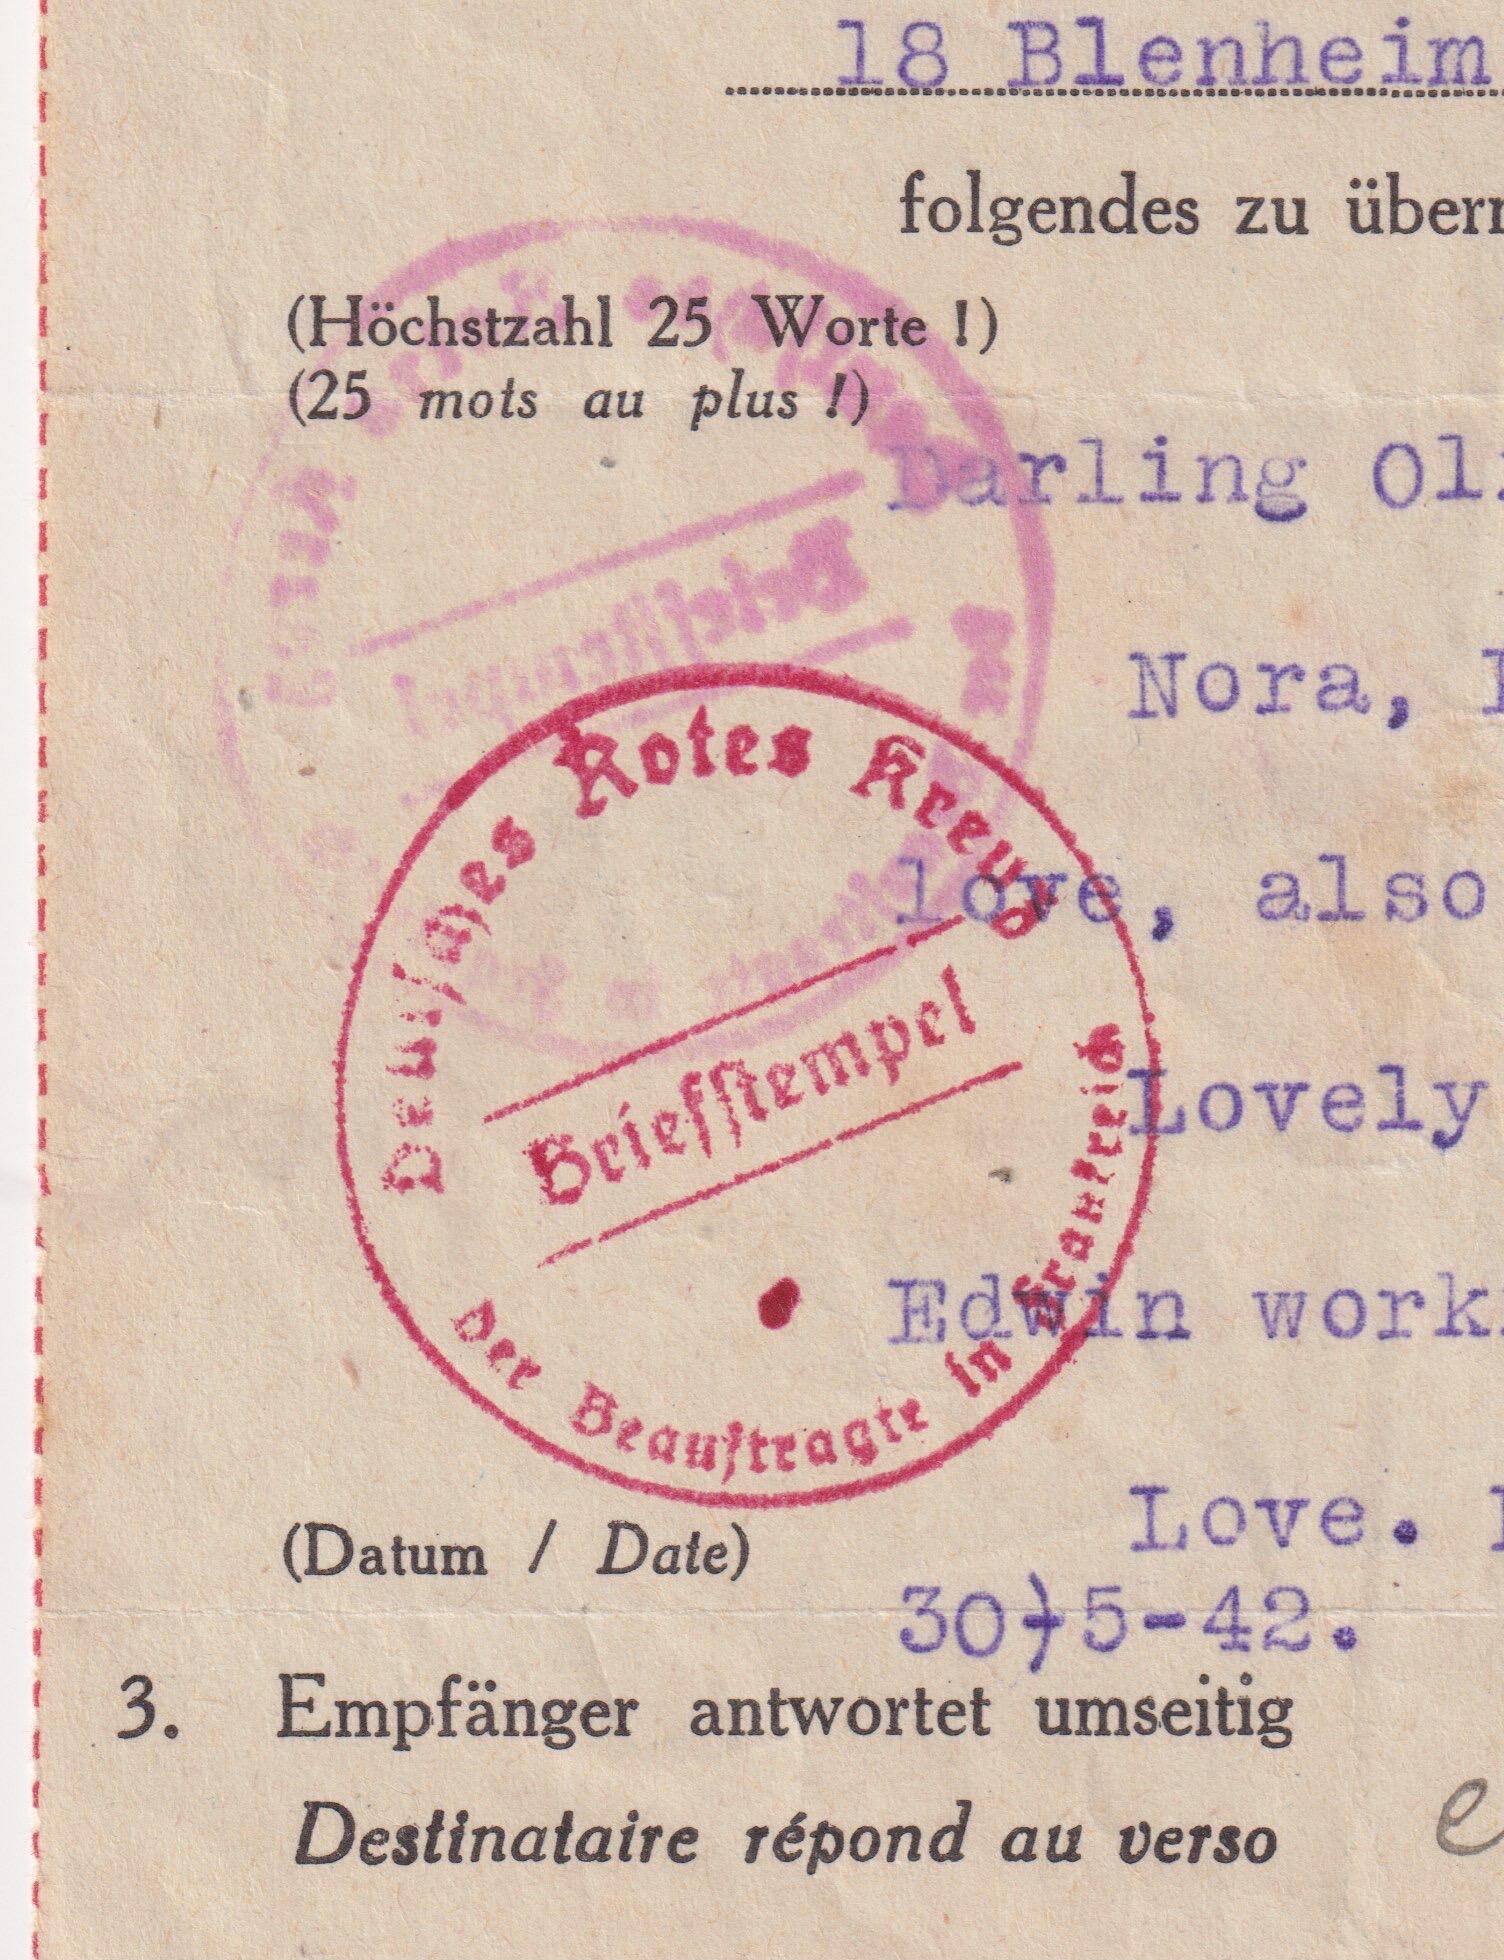 18 Blenheim
folgendes zu überm
(Höchstzahl 25 Worte !)
(25 mots au plus !)
Darling Oli
Nora,
love, also
Lovely
Edwin work
Love.
Deutsches Rotes Kreuz
Briefstempel
Der Beauftragte in Frankreich
(Datum / Date)
30-5-42.
3. Empfänger antwortet umseitig
Destinataire répond au verso
e